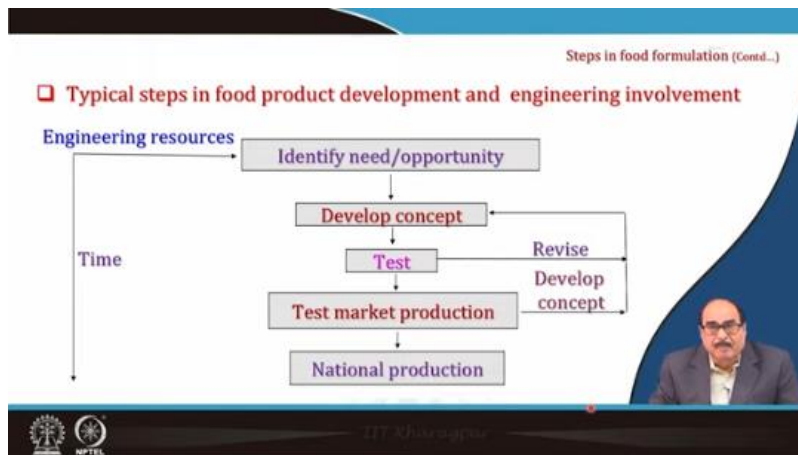 Steps in food formulation (Contd...)
Typical steps in food product development and engineering involvement
Engineering resources
Identify need/opportunity
Develop concept
Time
Test
Revise
Develop
concept
Test market production
National production
IIT Kharagpur
NPTEL